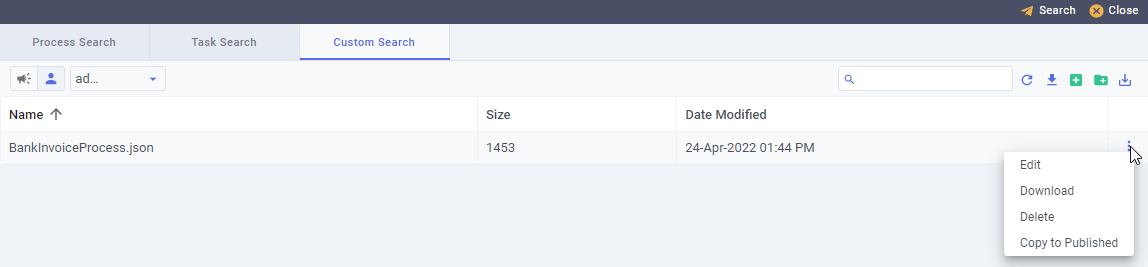 Search Close
Process Search Task Search Custom Search
ad...
Name Size Date Modified
BankInvoiceProcess.json 1453 24-Apr-2022 01:44 PM
Edit
Download
Delete
Copy to Published